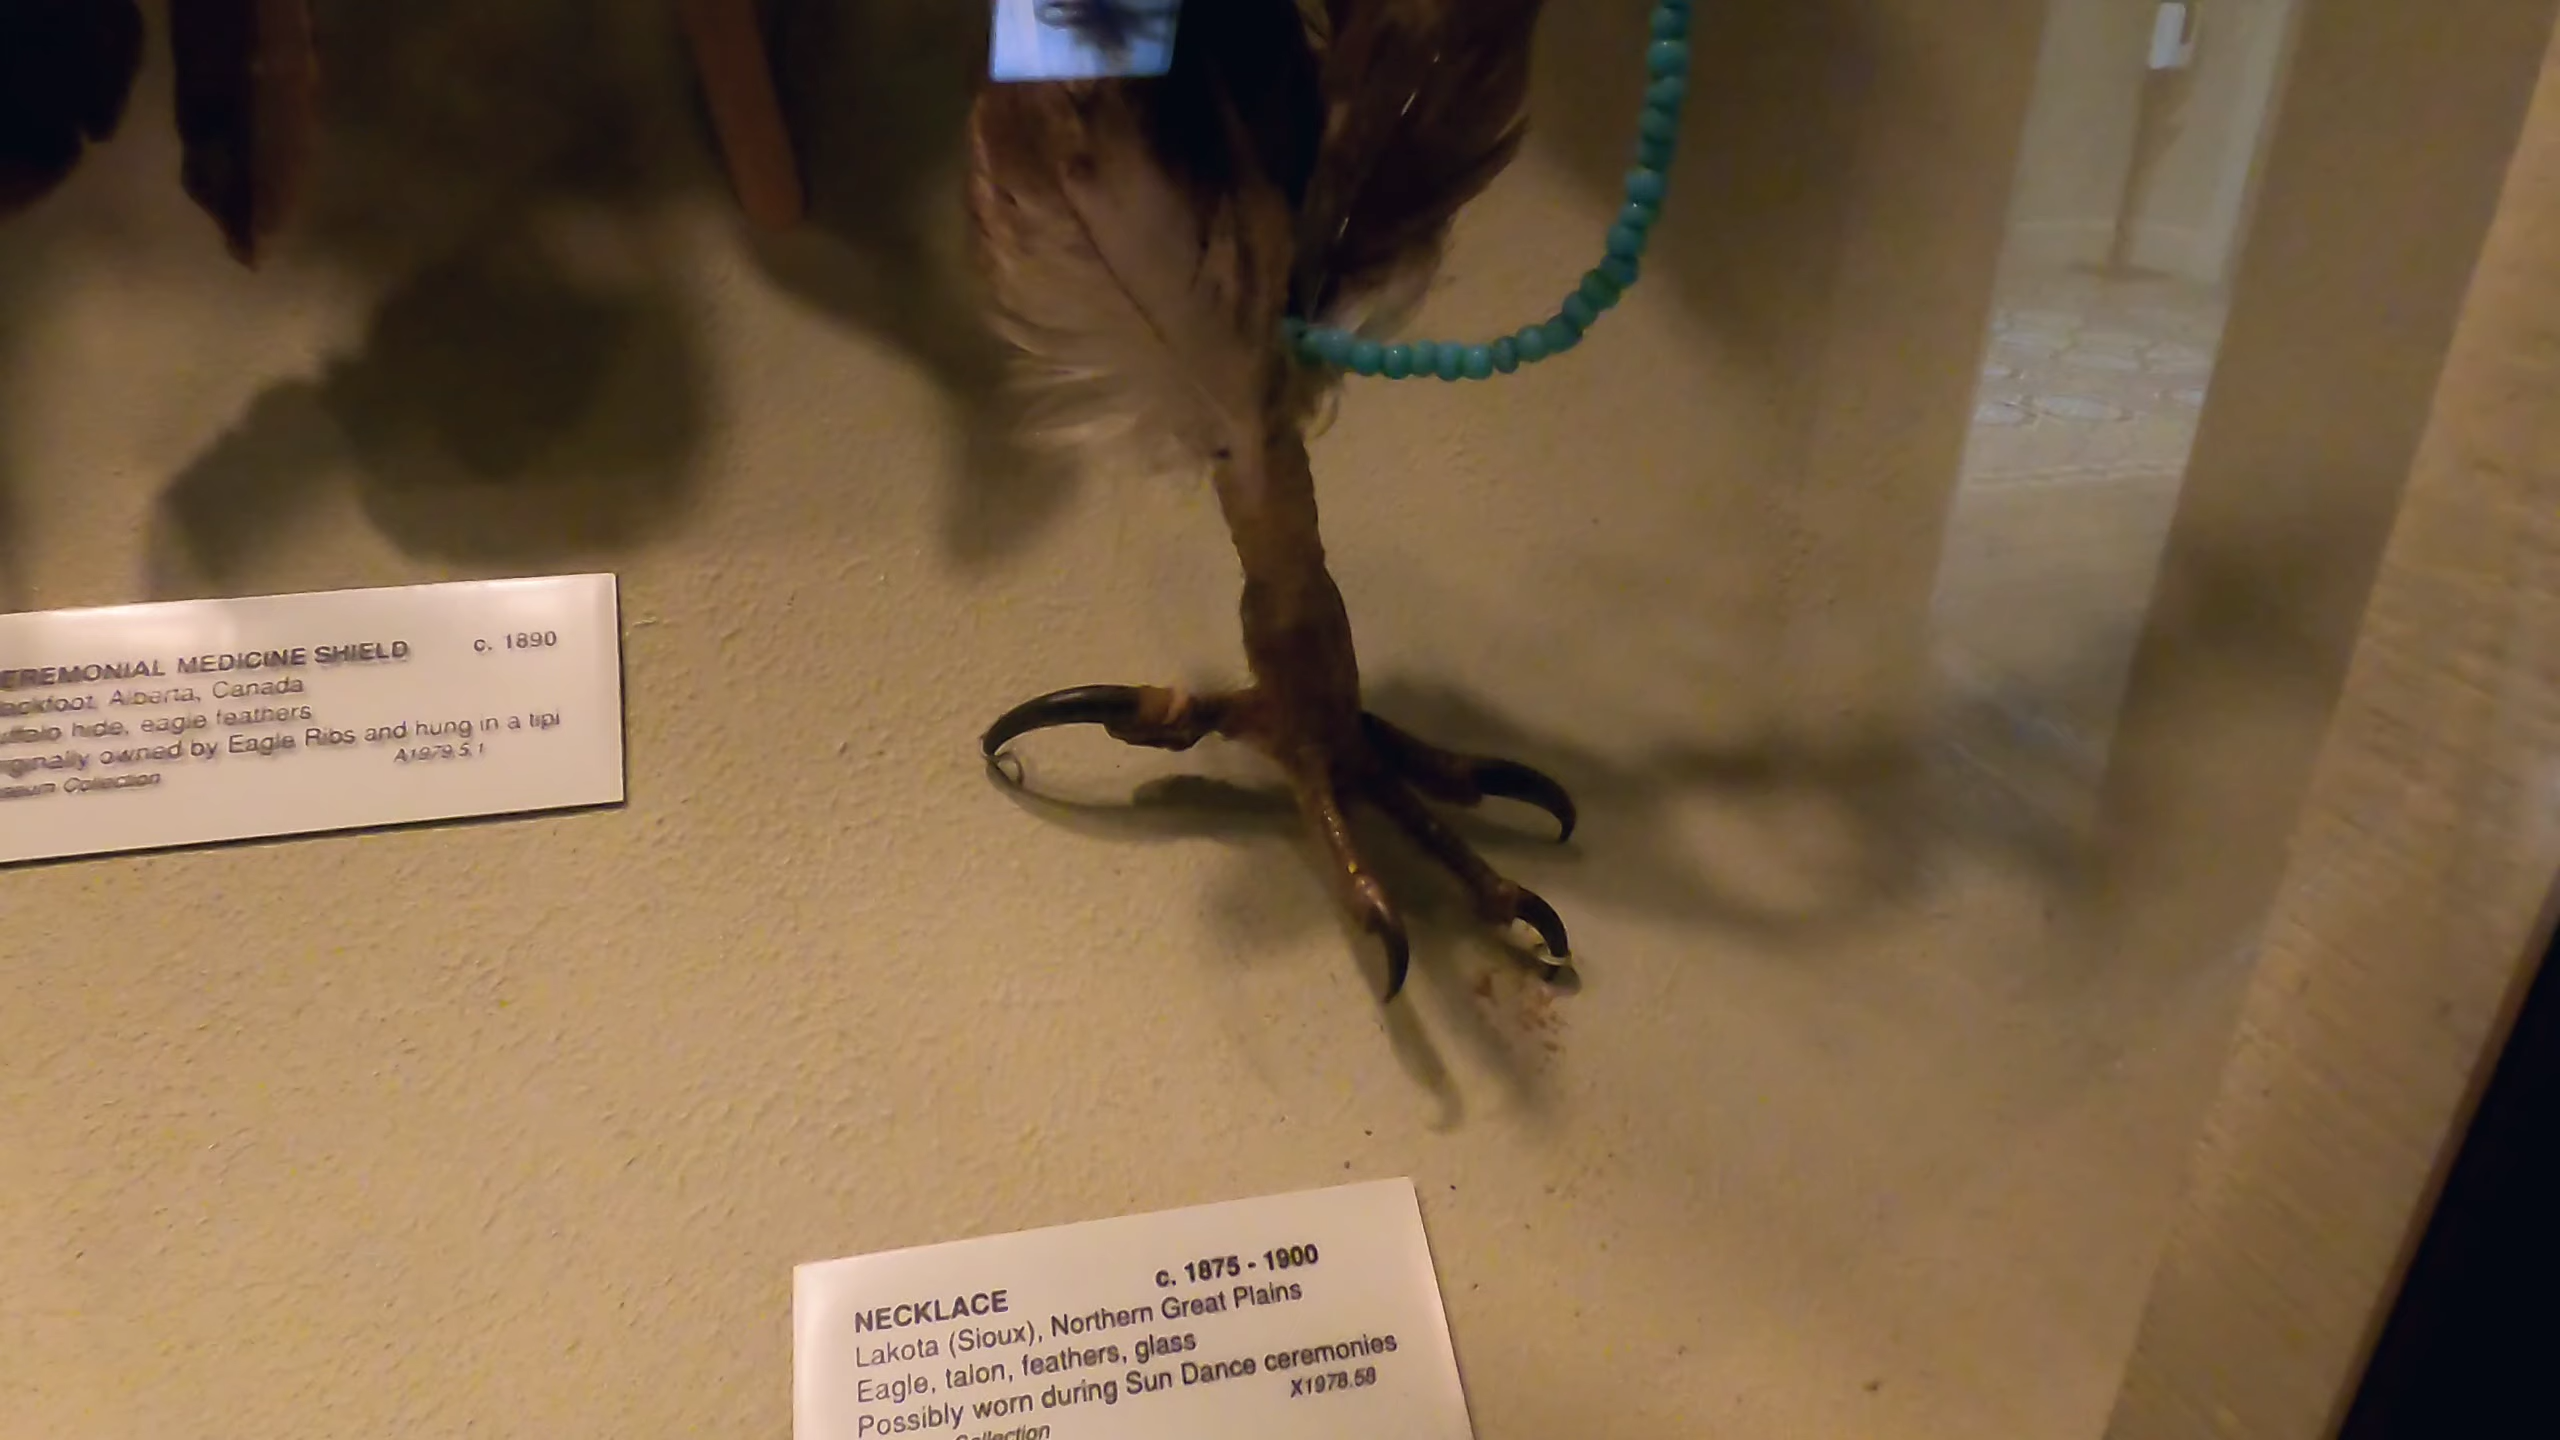 EREMONIAL MEDICINE SHIELD c. 1890
ackfoot, Alberta, Canada
uffalo hide, eagle feathers
iginally owned by Eagle Ribs and hung in a tipi
A1979.5.1
seum Collection
NECKLACE c. 1875 - 1900
Lakota (Sioux), Northern Great Plains
Eagle, talon, feathers, glass
Possibly worn during Sun Dance ceremonies
X1978.58
Collection